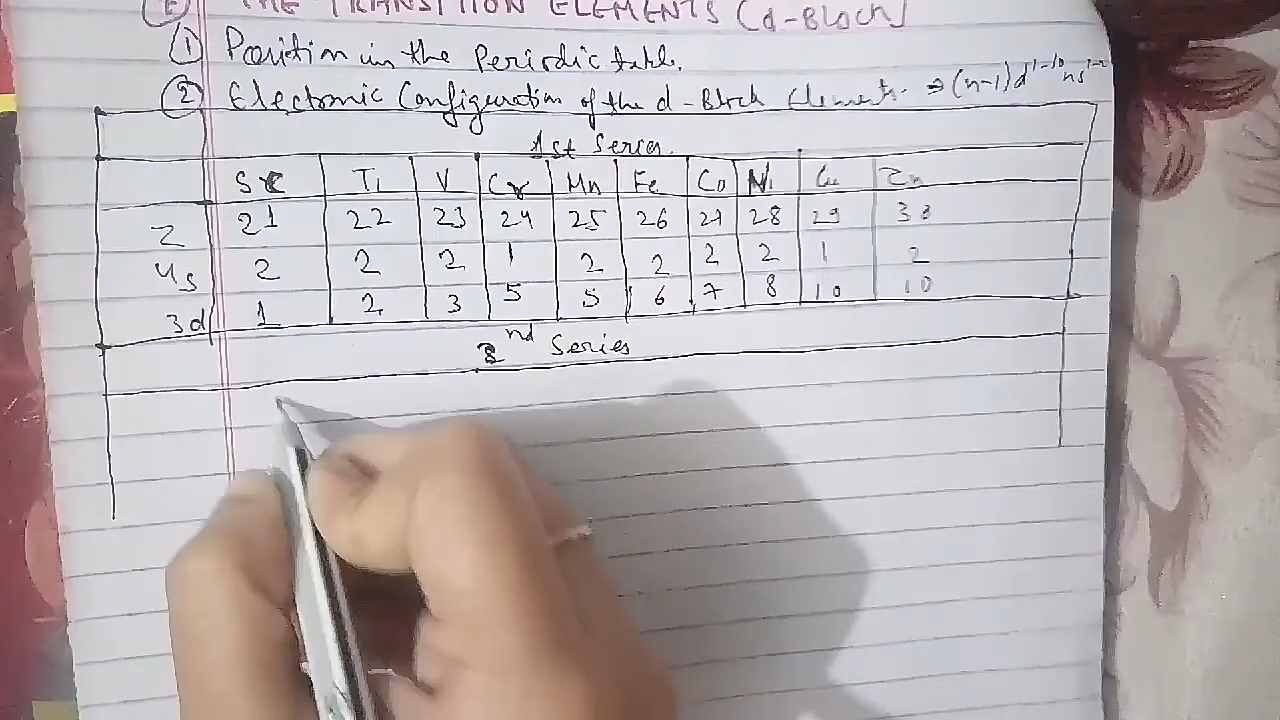 THE TRANSITION ELEMENTS (d-BLOCK)
① Position in the Periodic table.
② Electronic Configuration of the d-Block Elements. ⇒ (n-1)d¹⁻¹⁰ ns¹⁻²
1st Series.
Sc Ti V Cr Mn Fe Co Ni Cu Zn
Z 21 22 23 24 25 26 27 28 29 30
4s 2 2 2 1 2 2 2 2 1 2
3d 1 2 3 5 5 6 7 8 10 10
2nd Series